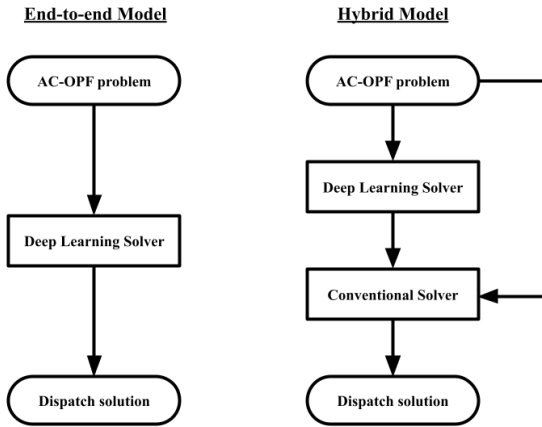 End-to-end Model
AC-OPF problem
Deep Learning Solver
Dispatch solution
Hybrid Model
AC-OPF problem
Deep Learning Solver
Conventional Solver
Dispatch solution